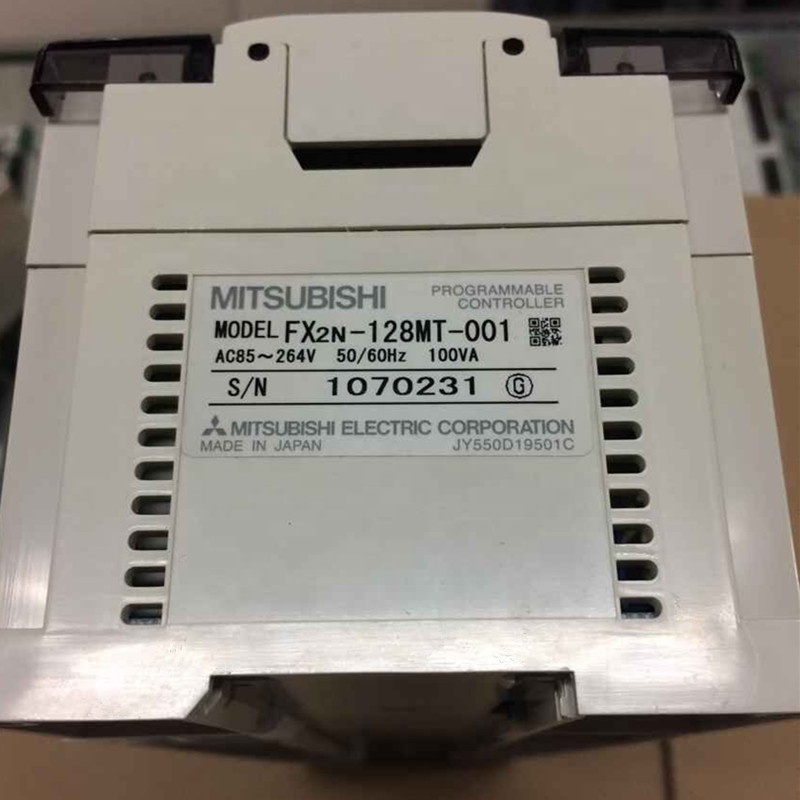 MITSUBISHI
PROGRAMMABLE
CONTROLLER
MODEL FX2N-128MT-001
AC85~264V 50/60Hz 100VA
S/N 1070231 G
MITSUBISHI ELECTRIC CORPORATION
MADE IN JAPAN JY550D19501C